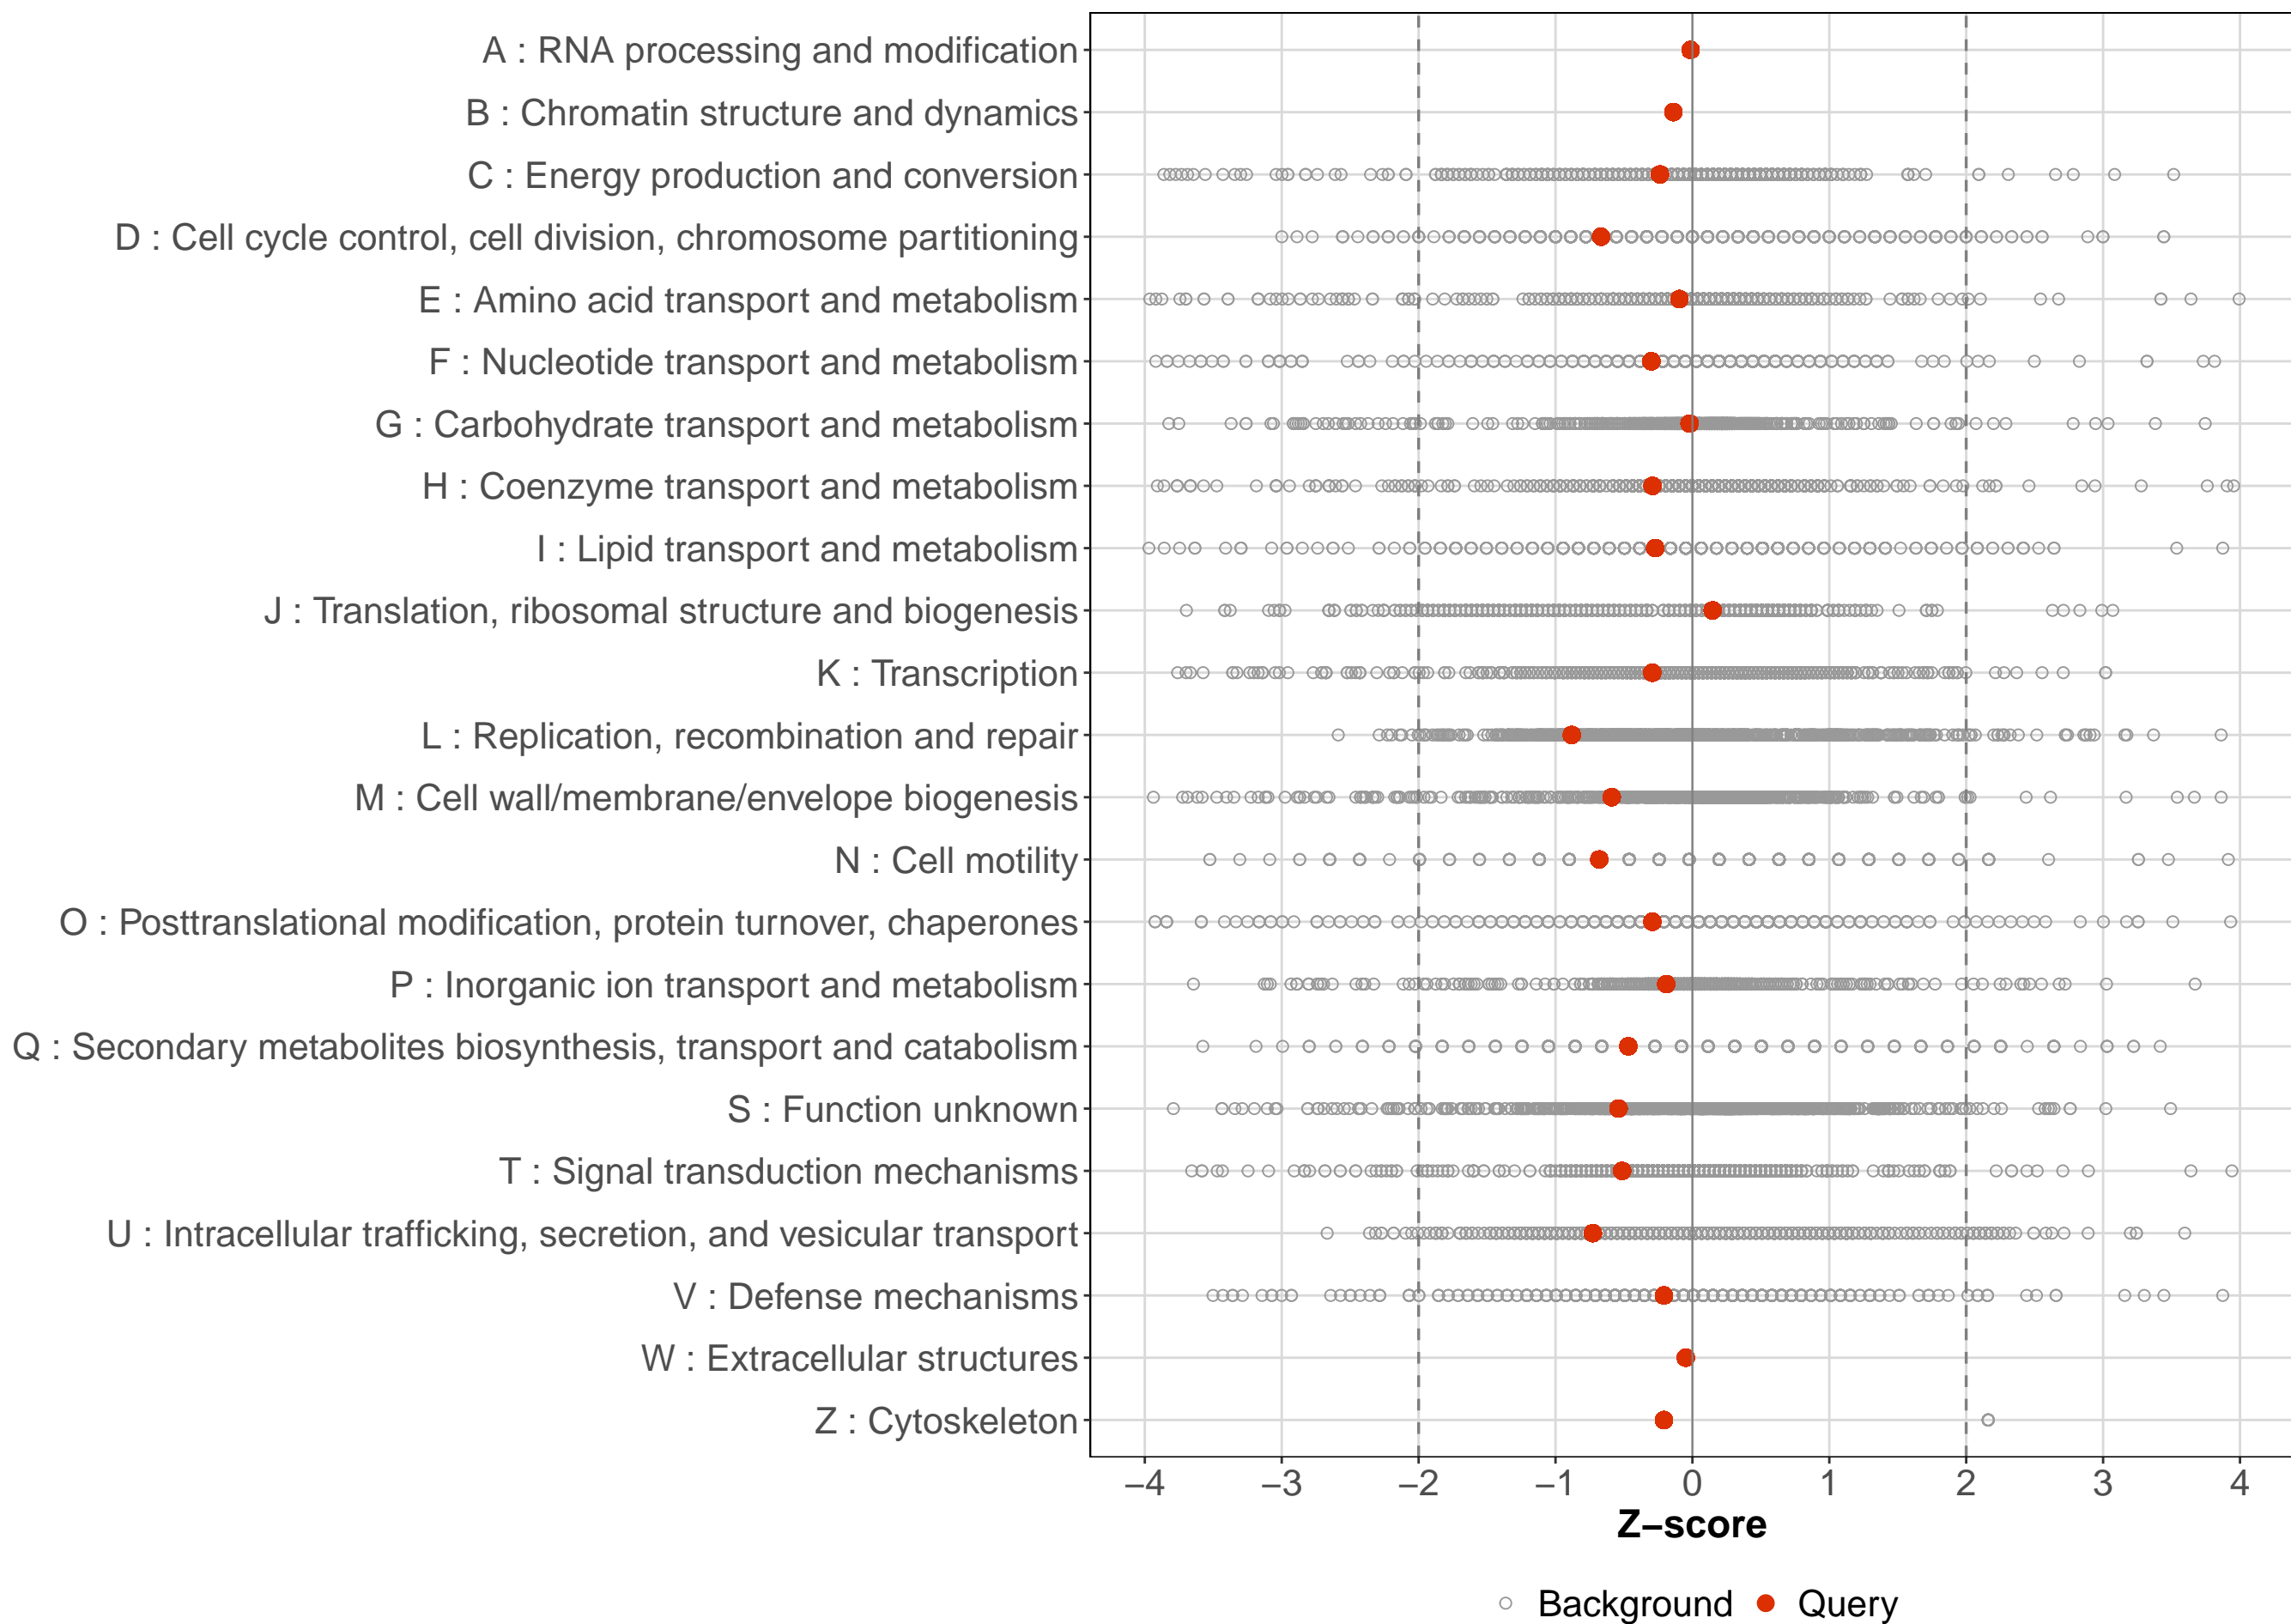 A : RNA processing and modification
B : Chromatin structure and dynamics
C : Energy production and conversion
D : Cell cycle control, cell division, chromosome partitioning
E : Amino acid transport and metabolism
F : Nucleotide transport and metabolism
G : Carbohydrate transport and metabolism
H : Coenzyme transport and metabolism
I : Lipid transport and metabolism
J : Translation, ribosomal structure and biogenesis
K : Transcription
L : Replication, recombination and repair
M : Cell wall/membrane/envelope biogenesis
N : Cell motility
O : Posttranslational modification, protein turnover, chaperones
P : Inorganic ion transport and metabolism
Q : Secondary metabolites biosynthesis, transport and catabolism
S : Function unknown
T : Signal transduction mechanisms
U : Intracellular trafficking, secretion, and vesicular transport
V : Defense mechanisms
W : Extracellular structures
Z : Cytoskeleton
−4 −3 −2 −1 0 1 2 3 4
Z−score
Background Query